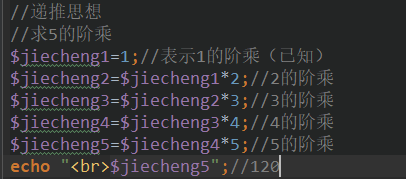 //递推思想
//求5的阶乘
$jiecheng1=1;//表示1的阶乘（已知）
$jiecheng2=$jiecheng1*2;//2的阶乘
$jiecheng3=$jiecheng2*3;//3的阶乘
$jiecheng4=$jiecheng3*4;//4的阶乘
$jiecheng5=$jiecheng4*5;//5的阶乘
echo "<br>$jiecheng5";//120